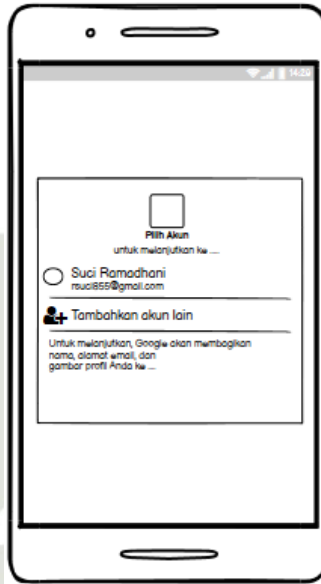 14:29
Pilih Akun
untuk melanjutkan ke ....
Suci Ramadhani
rsuci855@gmail.com
Tambahkan akun lain
Untuk melanjutkan, Google akan membagikan
nama, alamat email, dan
gambar profil Anda ke ...